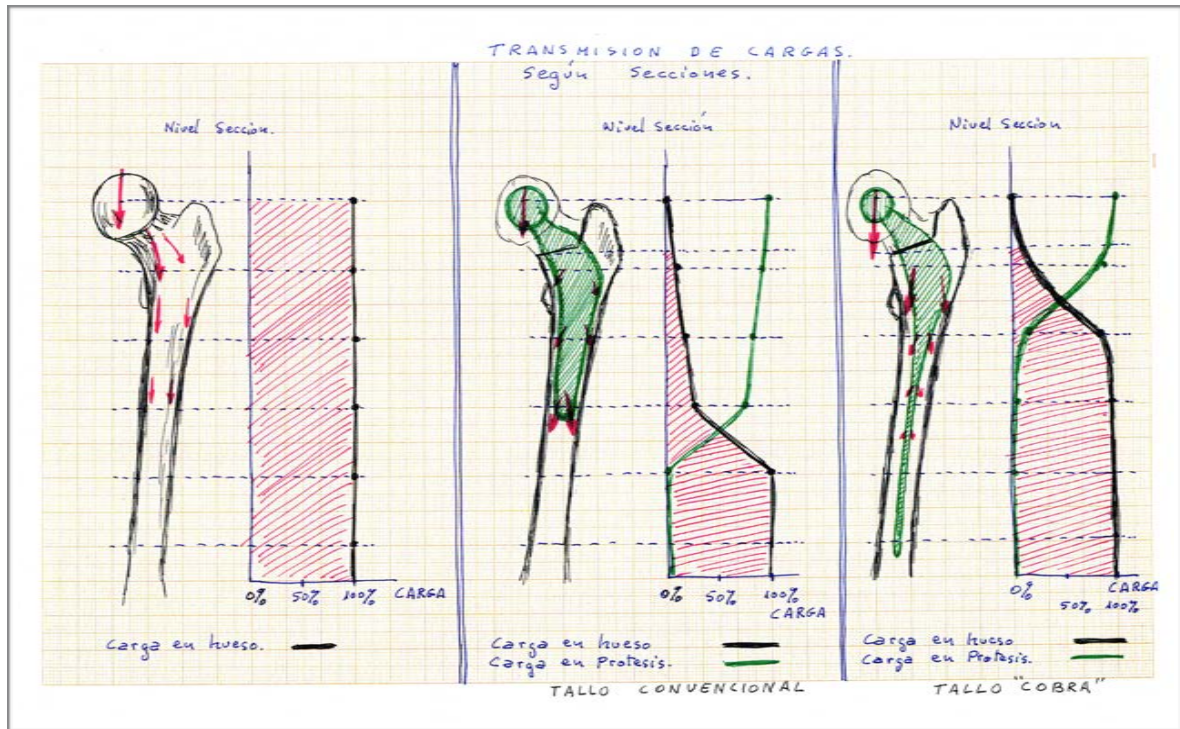 TRANSMISION DE CARGAS.
Según Secciones.
Nivel Sección.
0% 50% 100% CARGA
Carga en hueso.
Nivel Sección
0% 50% 100%
CARGA
Carga en hueso
Carga en Protesis.
TALLO CONVENCIONAL
Nivel Seccion
0% 50% 100%
CARGA
Carga en hueso
Carga en Protesis.
TALLO "COBRA"